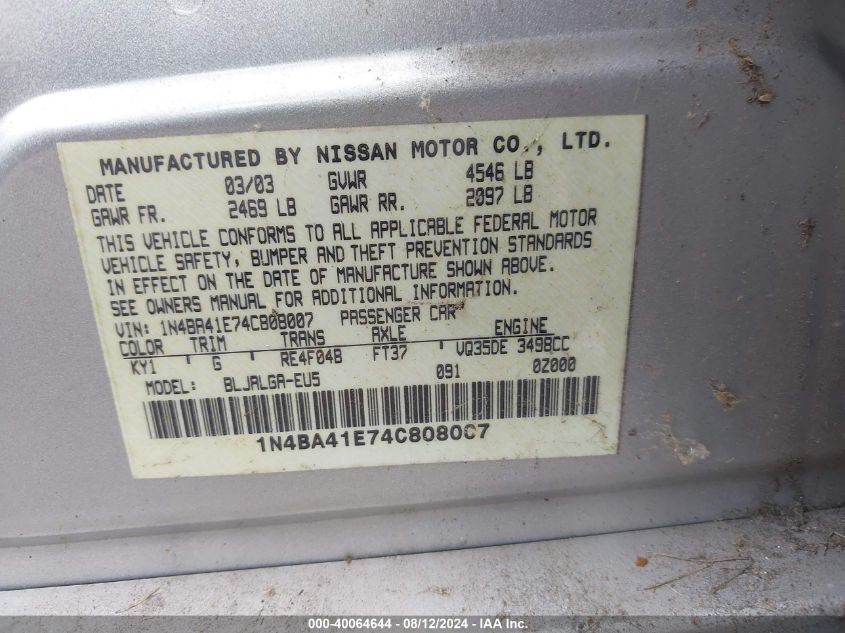 MANUFACTURED BY NISSAN MOTOR CO., LTD.
DATE 03/03 GVWR 4546 LB
GAWR FR. 2469 LB GAWR RR. 2097 LB
THIS VEHICLE CONFORMS TO ALL APPLICABLE FEDERAL MOTOR
VEHICLE SAFETY, BUMPER AND THEFT PREVENTION STANDARDS
IN EFFECT ON THE DATE OF MANUFACTURE SHOWN ABOVE.
SEE OWNERS MANUAL FOR ADDITIONAL INFORMATION.
VIN: 1N4BA41E74C808007 PASSENGER CAR
COLOR TRIM TRANS AXLE ENGINE
KY1 G RE4F04B FT37 VQ35DE 3498CC
MODEL: BLJALGA-EU5 091 0Z000
1N4BA41E74C808007
000-40064644 - 08/12/2024 - IAA Inc.